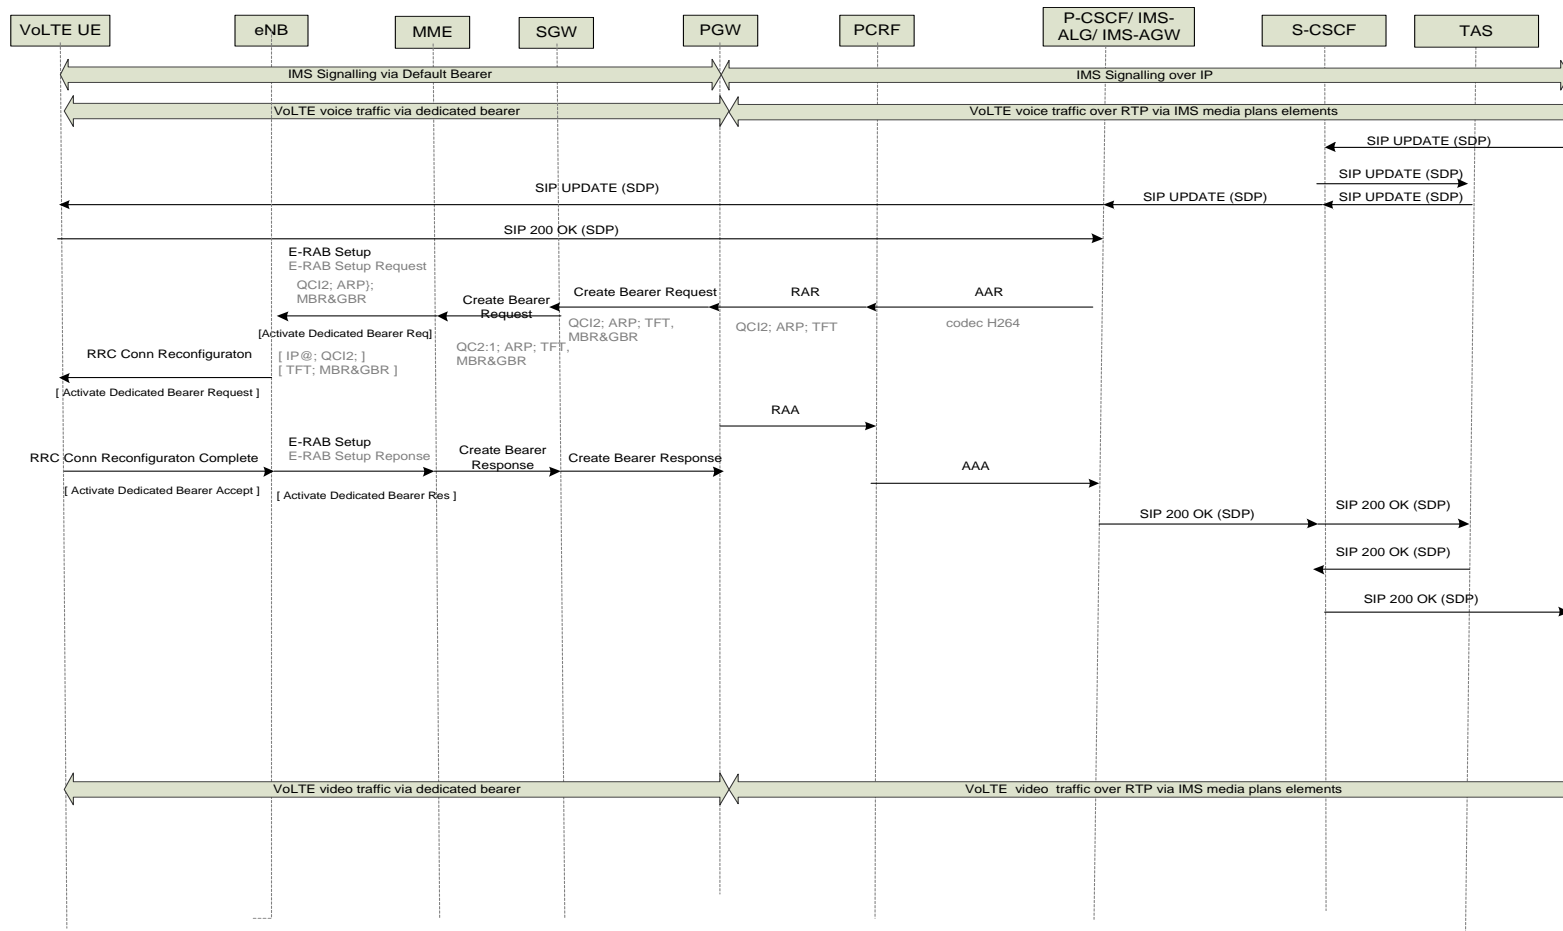 VoLTE UE
eNB
MME
SGW
PGW
PCRF
P-CSCF/ IMS-
ALG/ IMS-AGW
S-CSCF
TAS
IMS Signalling via Default Bearer
IMS Signalling over IP
VoLTE voice traffic via dedicated bearer
VoLTE voice traffic over RTP via IMS media plans elements
SIP UPDATE (SDP)
SIP UPDATE (SDP)
SIP UPDATE (SDP)
SIP UPDATE (SDP)
SIP UPDATE (SDP)
SIP 200 OK (SDP)
E-RAB Setup
E-RAB Setup Request
QCI2; ARP};
MBR&GBR
Create Bearer
Request
Create Bearer Request
RAR
AAR
[Activate Dedicated Bearer Req]
QC2:1; ARP; TFT,
MBR&GBR
QCI2; ARP; TFT,
MBR&GBR
QCI2; ARP; TFT
codec H264
RRC Conn Reconfiguraton
[ IP@; QCI2; ]
[ TFT; MBR&GBR ]
[ Activate Dedicated Bearer Request ]
RAA
RRC Conn Reconfiguraton Complete
E-RAB Setup
E-RAB Setup Reponse
Create Bearer
Response
Create Bearer Response
AAA
[ Activate Dedicated Bearer Accept ]
[ Activate Dedicated Bearer Res ]
SIP 200 OK (SDP)
SIP 200 OK (SDP)
SIP 200 OK (SDP)
SIP 200 OK (SDP)
VoLTE video traffic via dedicated bearer
VoLTE video traffic over RTP via IMS media plans elements